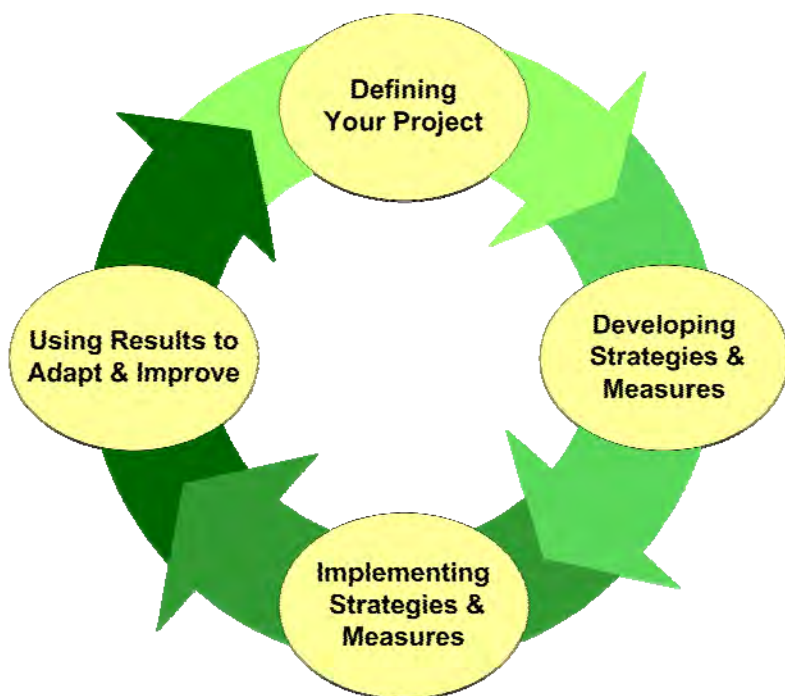 Defining
Your Project
Developing
Strategies &
Measures
Implementing
Strategies &
Measures
Using Results to
Adapt & Improve